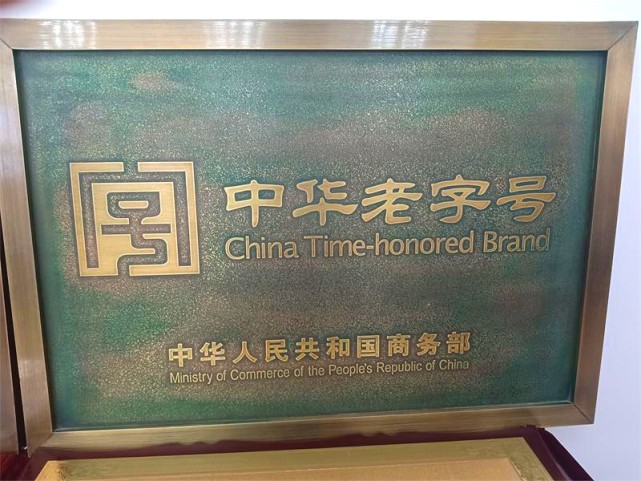 中华老字号
China Time-honored Brand
中华人民共和国商务部
Ministry of Commerce of the People's Republic of China